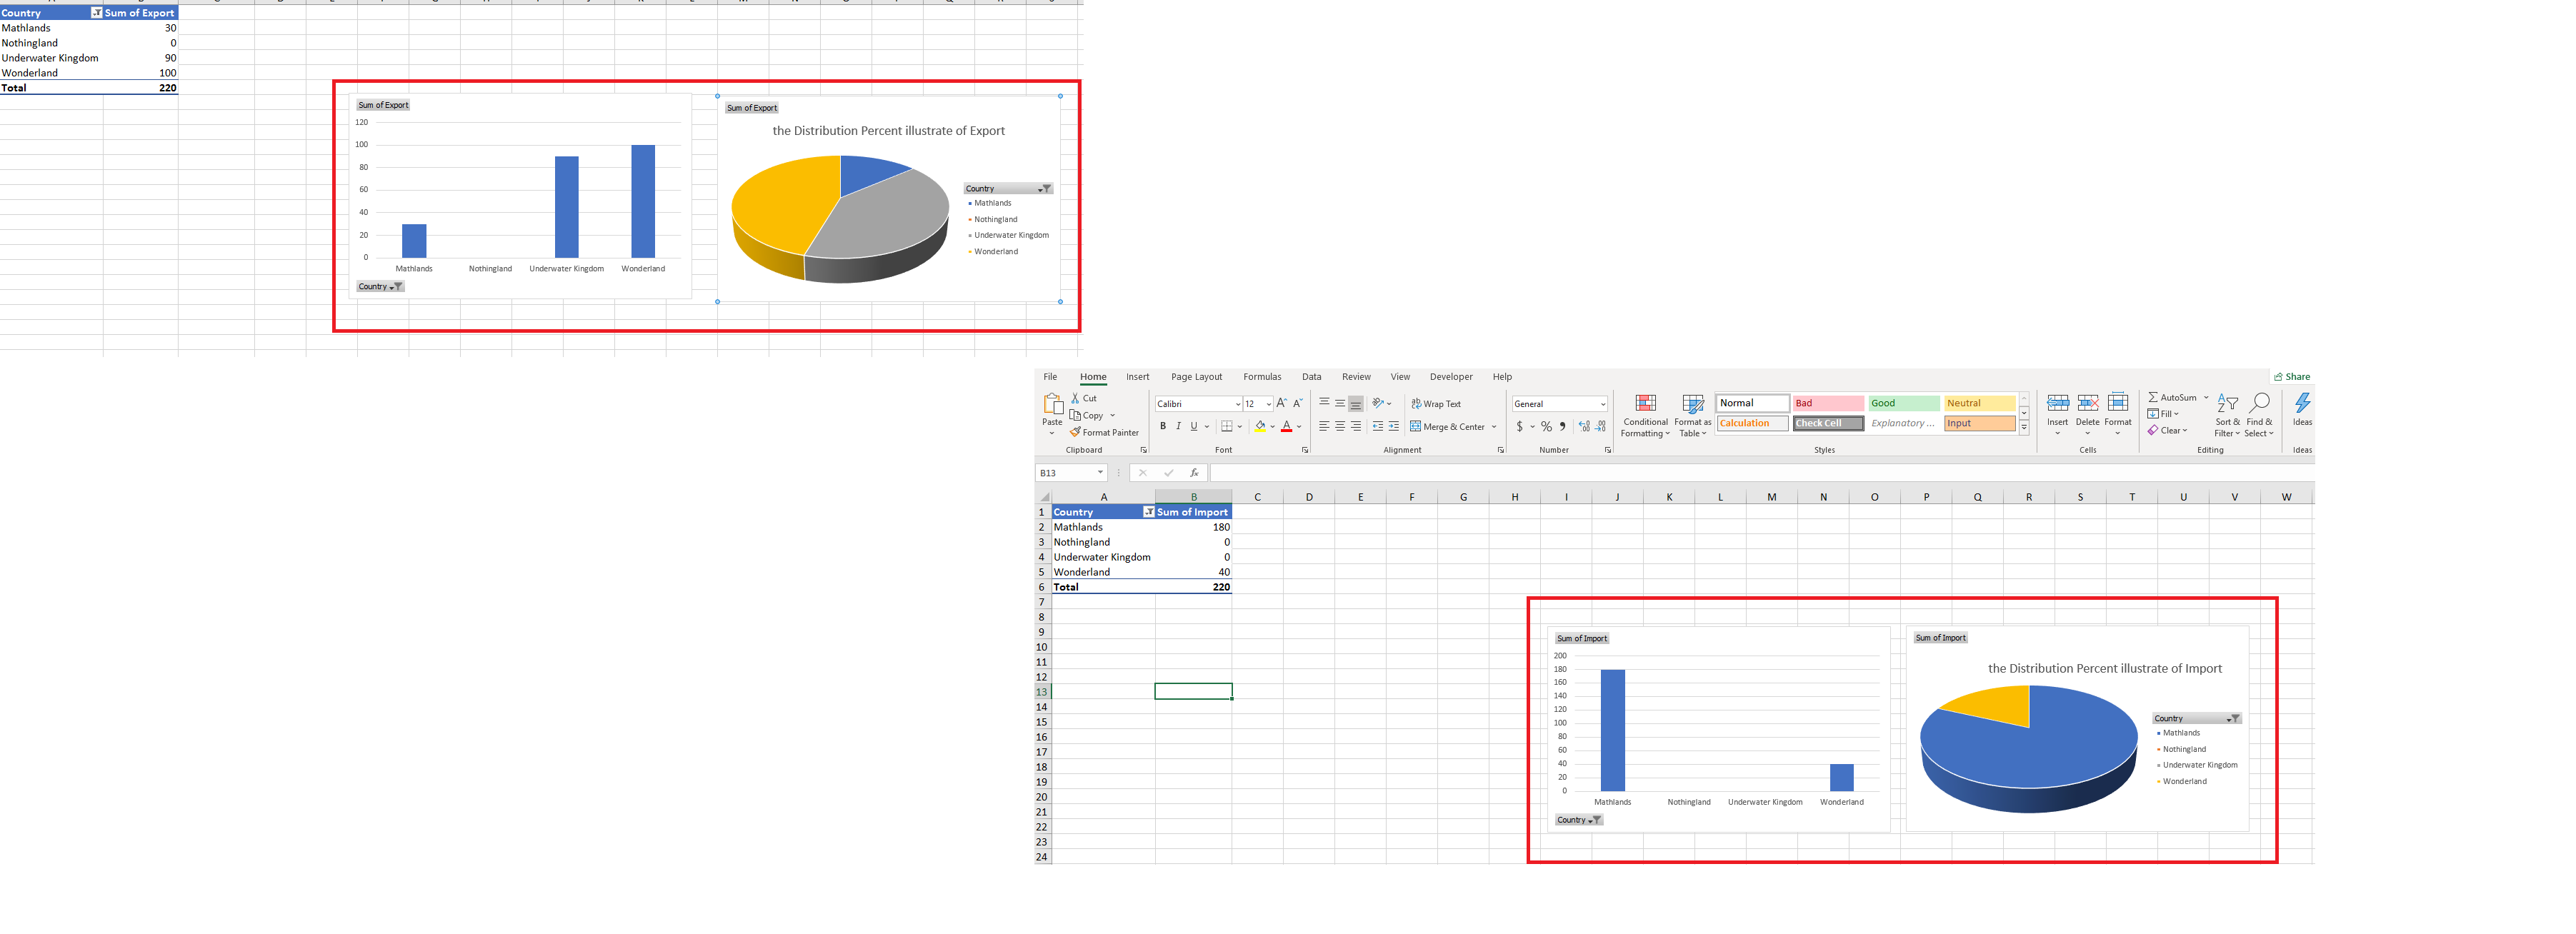 Country Sum of Export
Mathlands 30
Nothingland 0
Underwater Kingdom 90
Wonderland 100
Total 220
Sum of Export
120
100
80
60
40
20
0
Mathlands Nothingland Underwater Kingdom Wonderland
Country
Sum of Export
the Distribution Percent illustrate of Export
Country
Mathlands
Nothingland
Underwater Kingdom
Wonderland
File Home Insert Page Layout Formulas Data Review View Developer Help Share
Paste
Cut
Copy
Format Painter
Clipboard
Calibri 12 A A
B I U A
Font
Wrap Text
Merge & Center
Alignment
General
$ % ,
Number
Conditional Formatting
Format as Table
Normal Bad Good Neutral
Calculation Check Cell Explanatory ... Input
Styles
Insert Delete Format
Cells
AutoSum
Fill
Clear
Sort & Filter
Find & Select
Editing
Ideas
Ideas
B13 fx
A B C D E F G H I J K L M N O P Q R S T U V W
1 Country Sum of Import
2 Mathlands 180
3 Nothingland 0
4 Underwater Kingdom 0
5 Wonderland 40
6 Total 220
7
8
9
10
11
12
13
14
15
16
17
18
19
20
21
22
23
24
Sum of Import
200
180
160
140
120
100
80
60
40
20
0
Mathlands Nothingland Underwater Kingdom Wonderland
Country
Sum of Import
the Distribution Percent illustrate of Import
Country
Mathlands
Nothingland
Underwater Kingdom
Wonderland